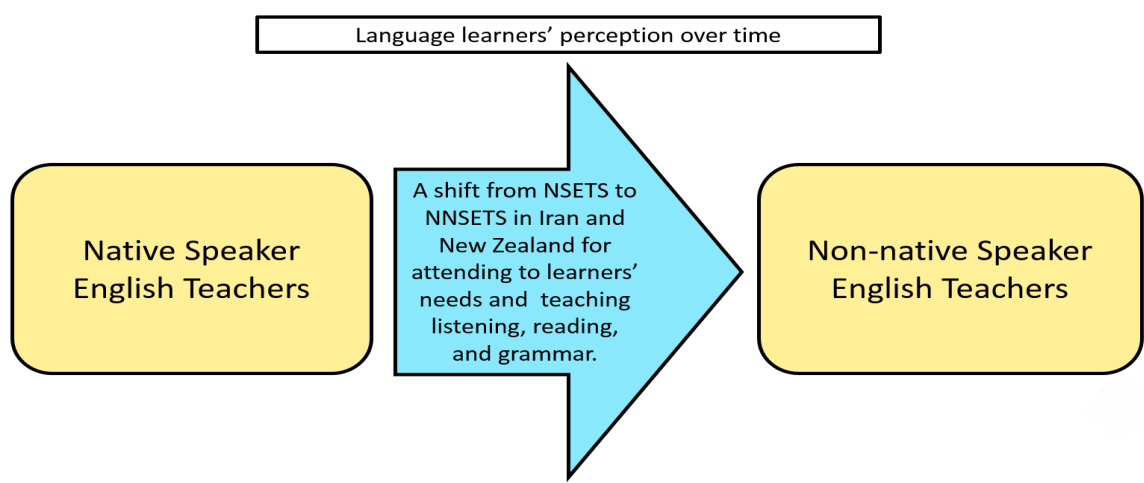 Language learners’ perception over time
Native Speaker
English Teachers
A shift from NSETS to
NNSETS in Iran and
New Zealand for
attending to learners’
needs and  teaching
listening, reading,
and grammar.
Non-native Speaker
English Teachers